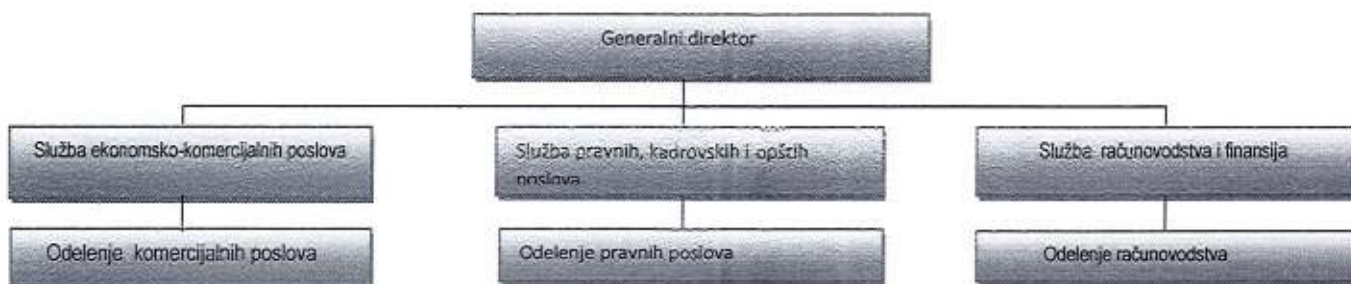 Generalni direktor
Služba ekonomsko-komercijalnih poslova
Služba pravnih, kadrovskih i opštih
poslova
Služba računovodstva i finansija
Odelenje komercijalnih poslova
Odelenje pravnih poslova
Odelenje računovodstva